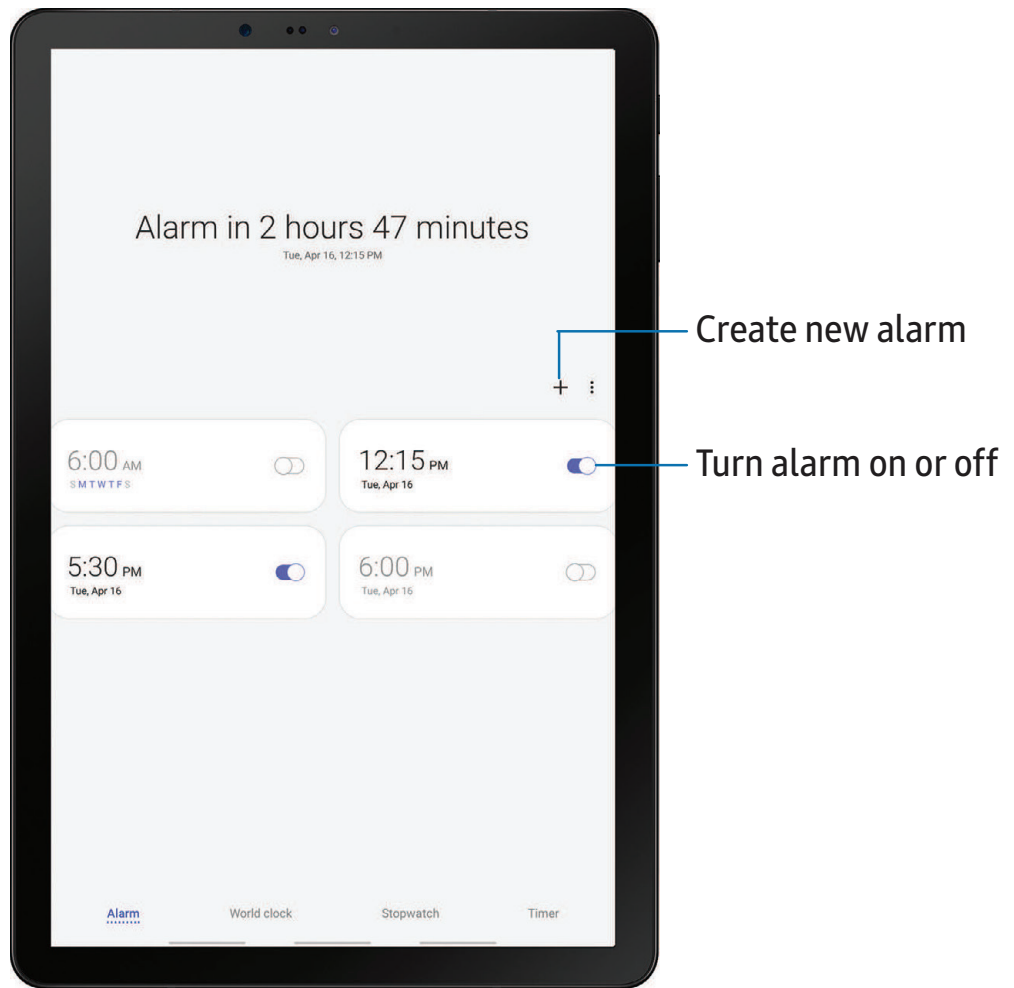 Alarm in 2 hours 47 minutes
Tue, Apr 16, 12:15 PM
Create new alarm
6:00 AM
S M T W T F S
12:15 PM
Tue, Apr 16
Turn alarm on or off
5:30 PM
Tue, Apr 16
6:00 PM
Tue, Apr 16
Alarm World clock Stopwatch Timer